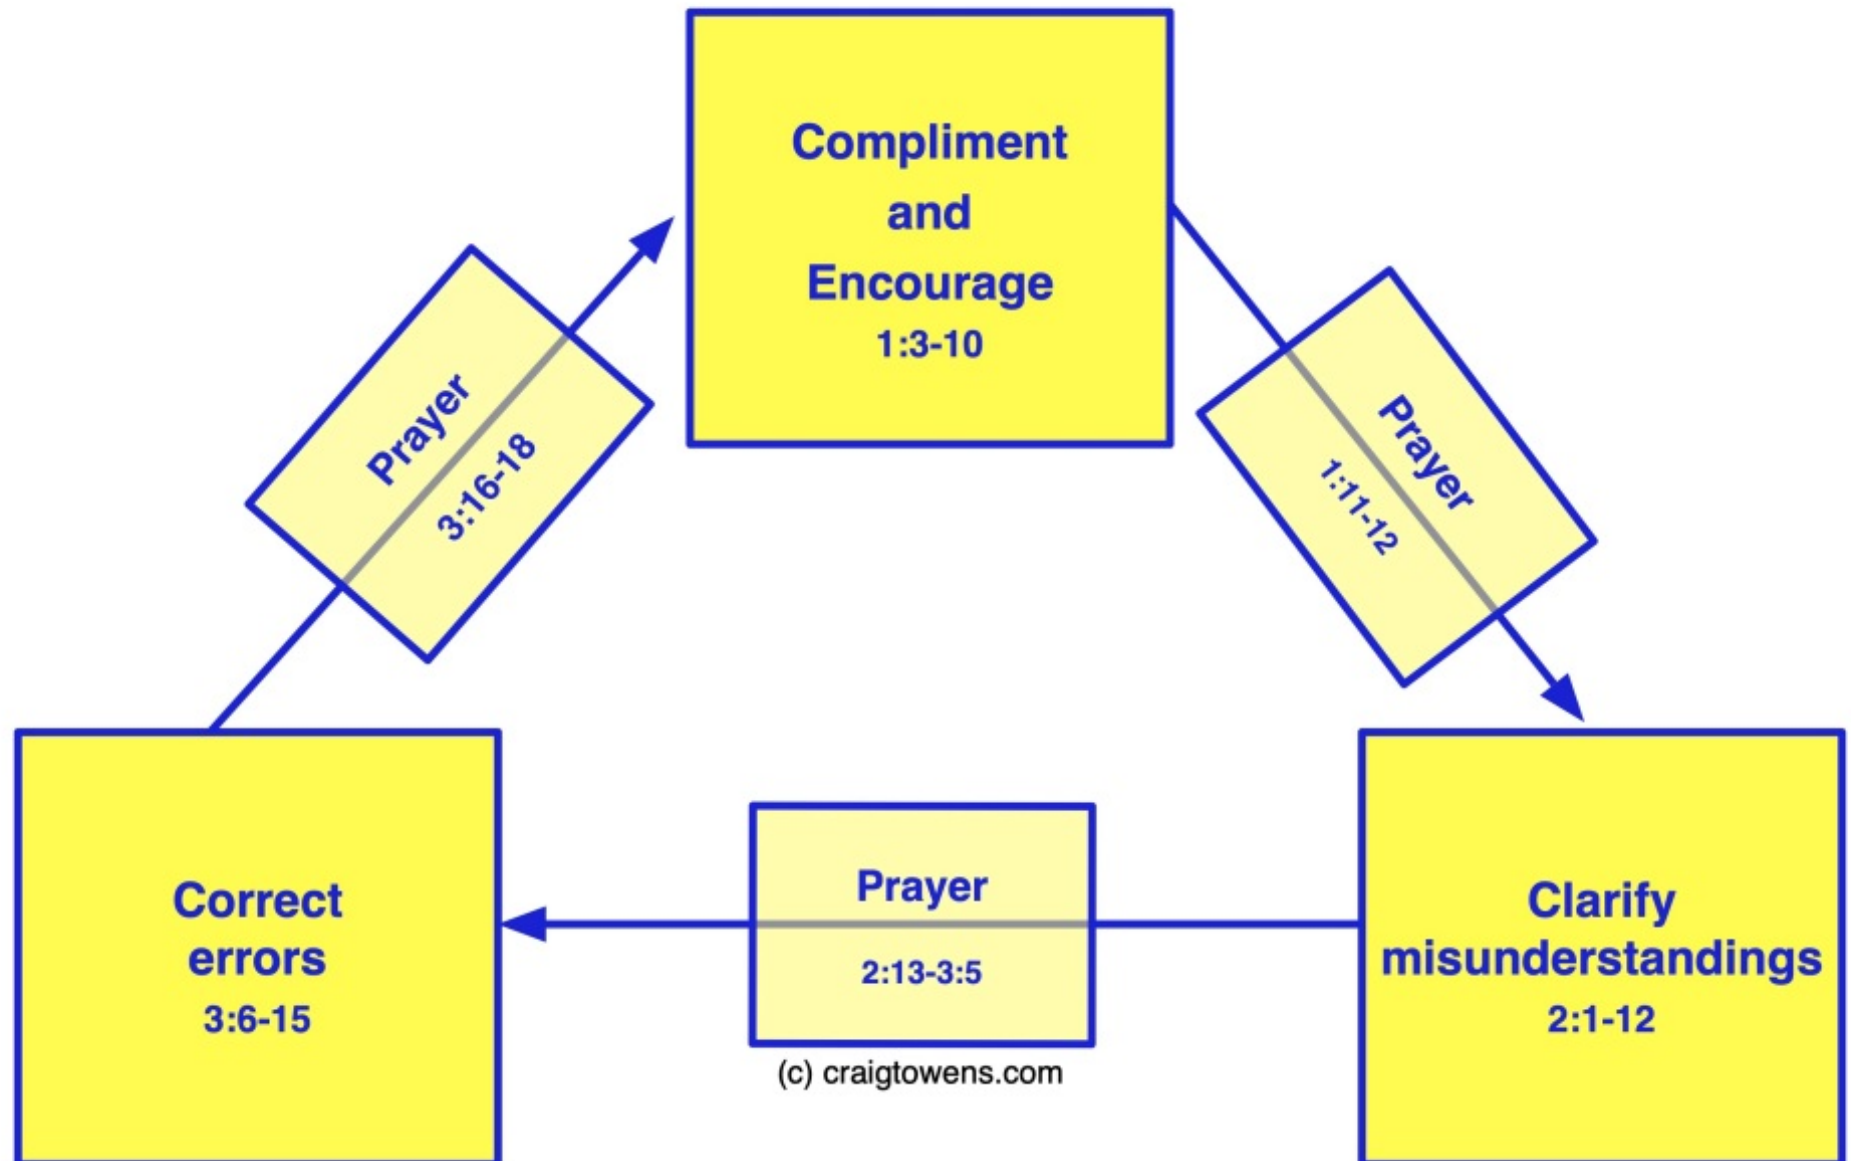 Compliment
and
Encourage
1:3-10
Prayer
1:11-12
Clarify
misunderstandings
2:1-12
Prayer
2:13-3:5
Correct
errors
3:6-15
Prayer
3:16-18
(c) craigtowens.com